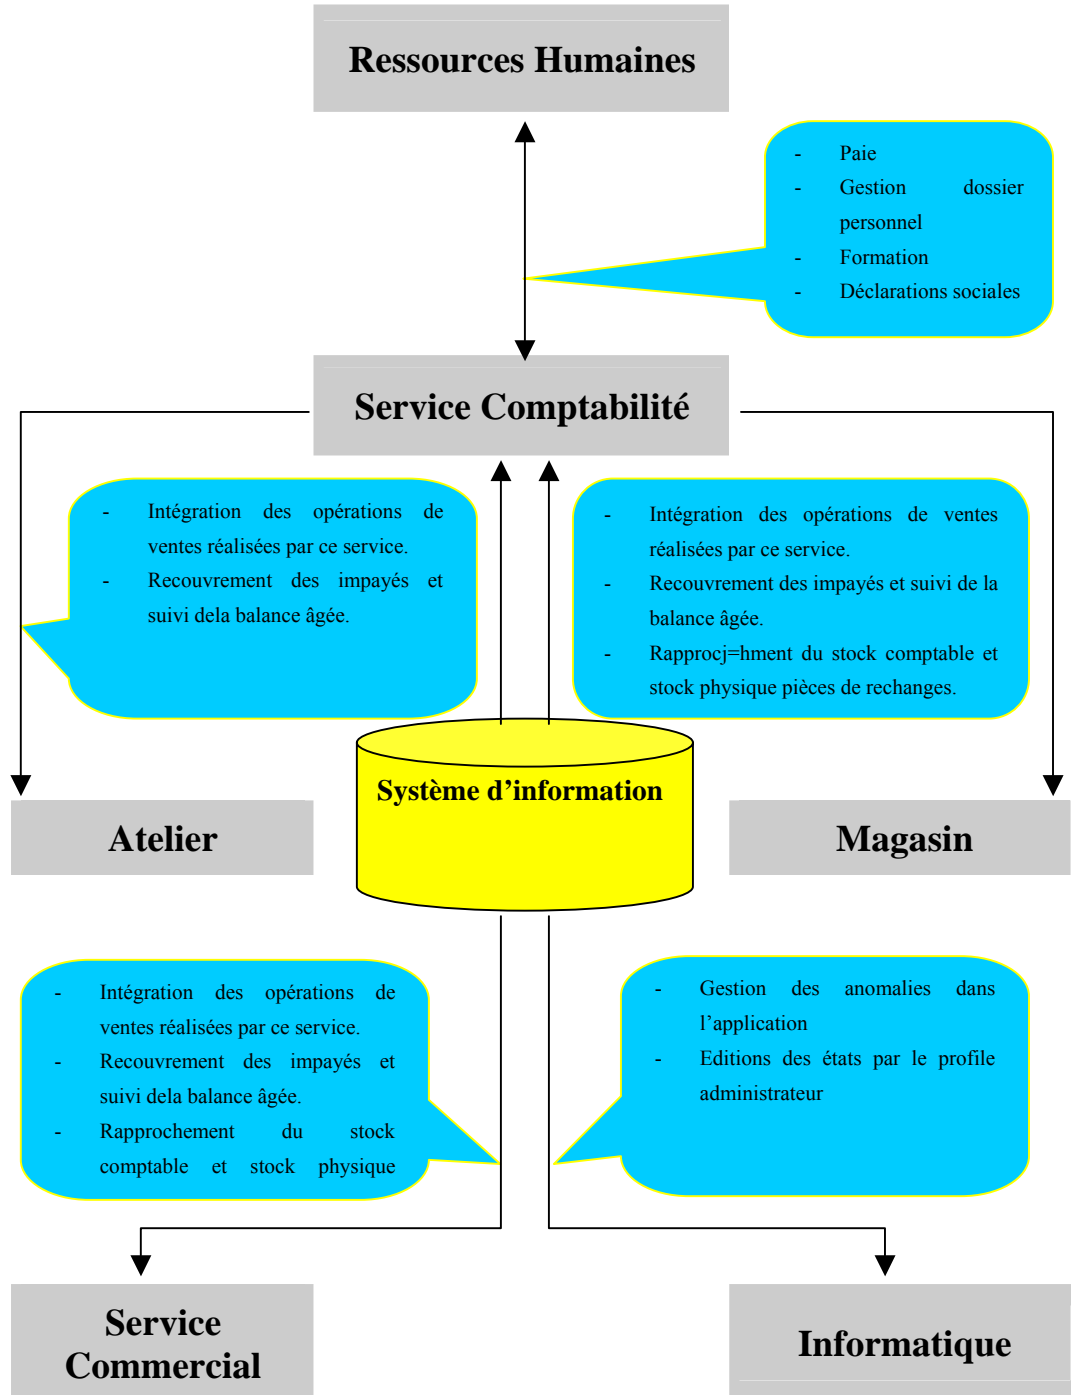 Ressources Humaines
- Paie
- Gestion dossier
personnel
- Formation
- Déclarations sociales
Service Comptabilité
- Intégration des opérations de
ventes réalisées par ce service.
- Recouvrement des impayés et
suivi dela balance âgée.
- Intégration des opérations de ventes
réalisées par ce service.
- Recouvrement des impayés et suivi de la
balance âgée.
- Rapprocj=hment du stock comptable et
stock physique pièces de rechanges.
Système d’information
Atelier
Magasin
- Intégration des opérations de
ventes réalisées par ce service.
- Recouvrement des impayés et
suivi dela balance âgée.
- Rapprochement du stock
comptable et stock physique
- Gestion des anomalies dans
l’application
- Editions des états par le profile
administrateur
Service
Commercial
Informatique